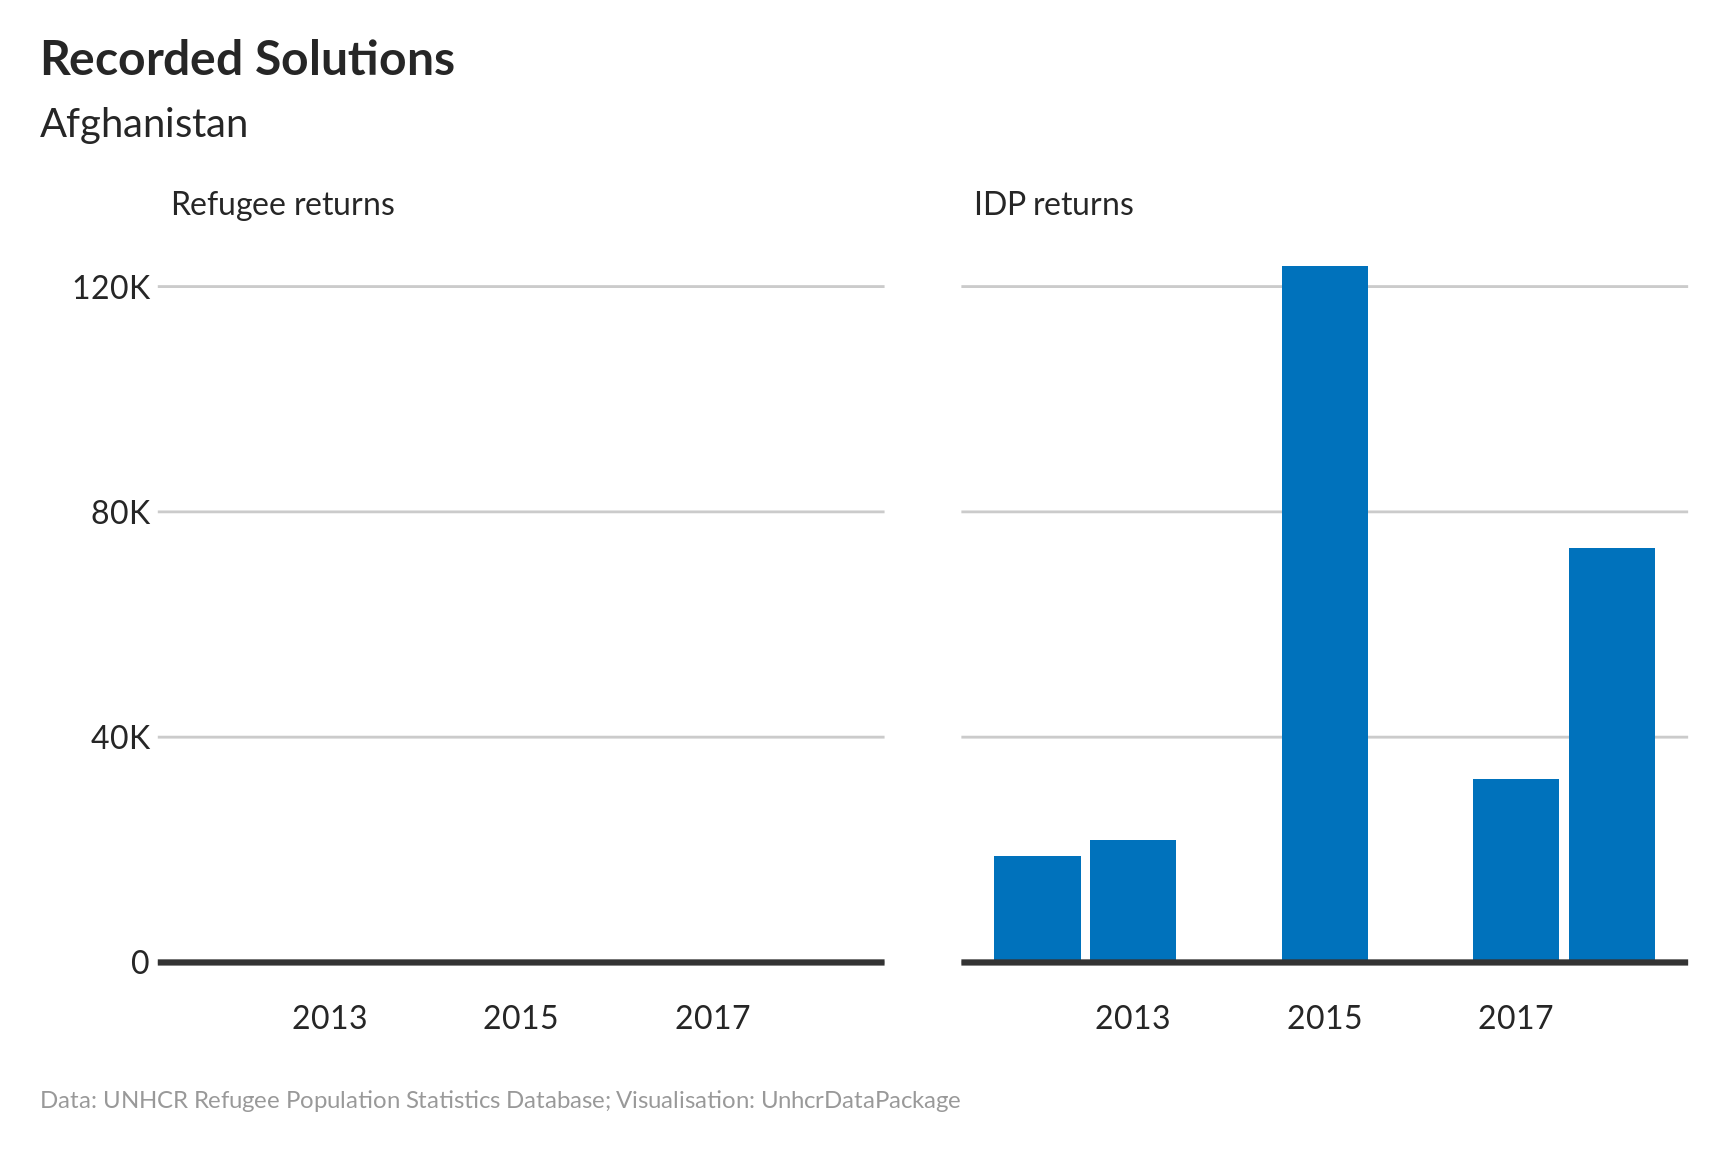 Recorded Solutions
Afghanistan
Refugee returns
IDP returns
120K
80K
40K
0
2013 2015 2017
2013 2015 2017
Data: UNHCR Refugee Population Statistics Database; Visualisation: UnhcrDataPackage